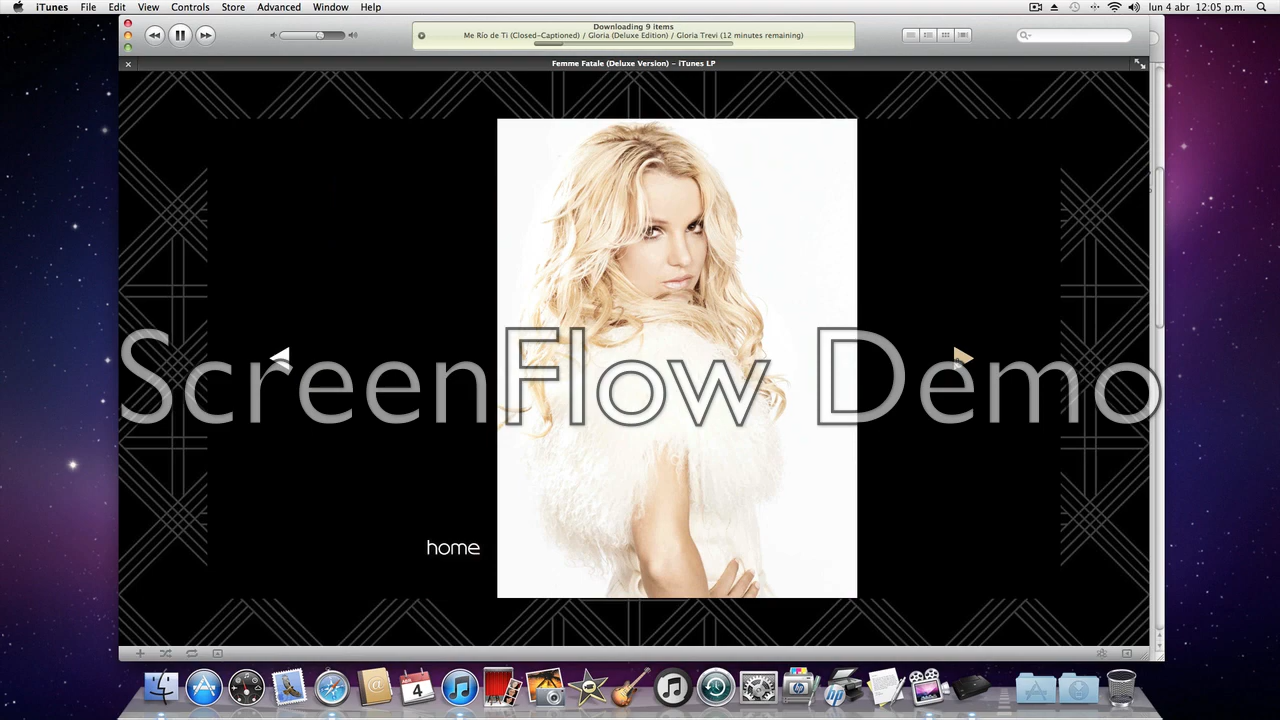 iTunes File Edit View Controls Store Advanced Window Help lun 4 abr 12:05 p.m.
Downloading 9 items
Me Río de Ti (Closed-Captioned) / Gloria (Deluxe Edition) / Gloria Trevi (12 minutes remaining)
Femme Fatale (Deluxe Version) – iTunes LP
ScreenFlow Demo
home
4